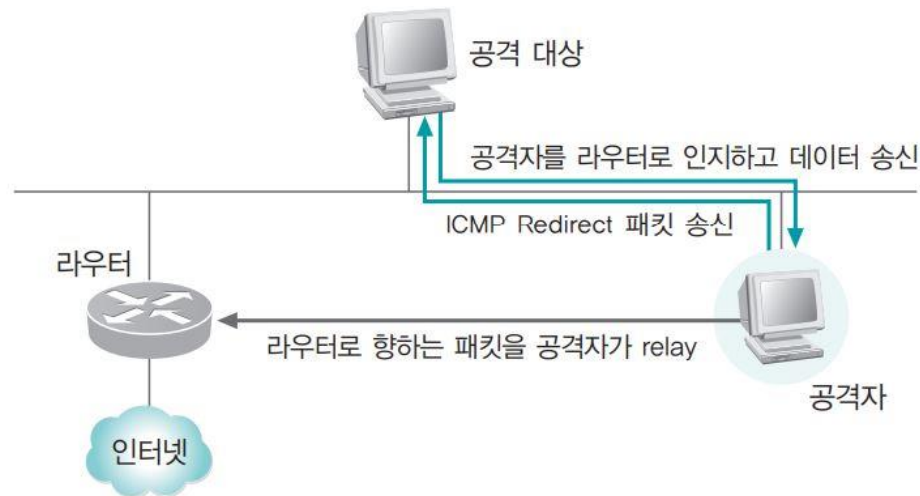 공격 대상
공격자를 라우터로 인지하고 데이터 송신
ICMP Redirect 패킷 송신
라우터
라우터로 향하는 패킷을 공격자가 relay
공격자
인터넷